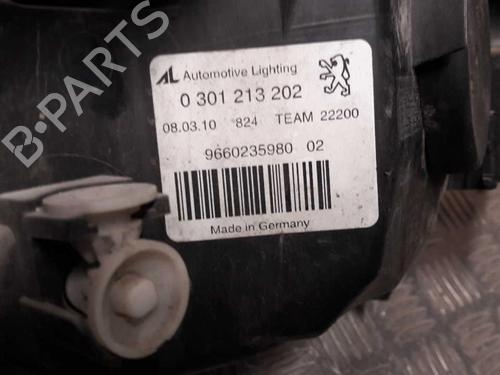 B-PARTS
AL Automotive Lighting
0 301 213 202
08.03.10 824 TEAM 22200
9660235980 02
Made in Germany